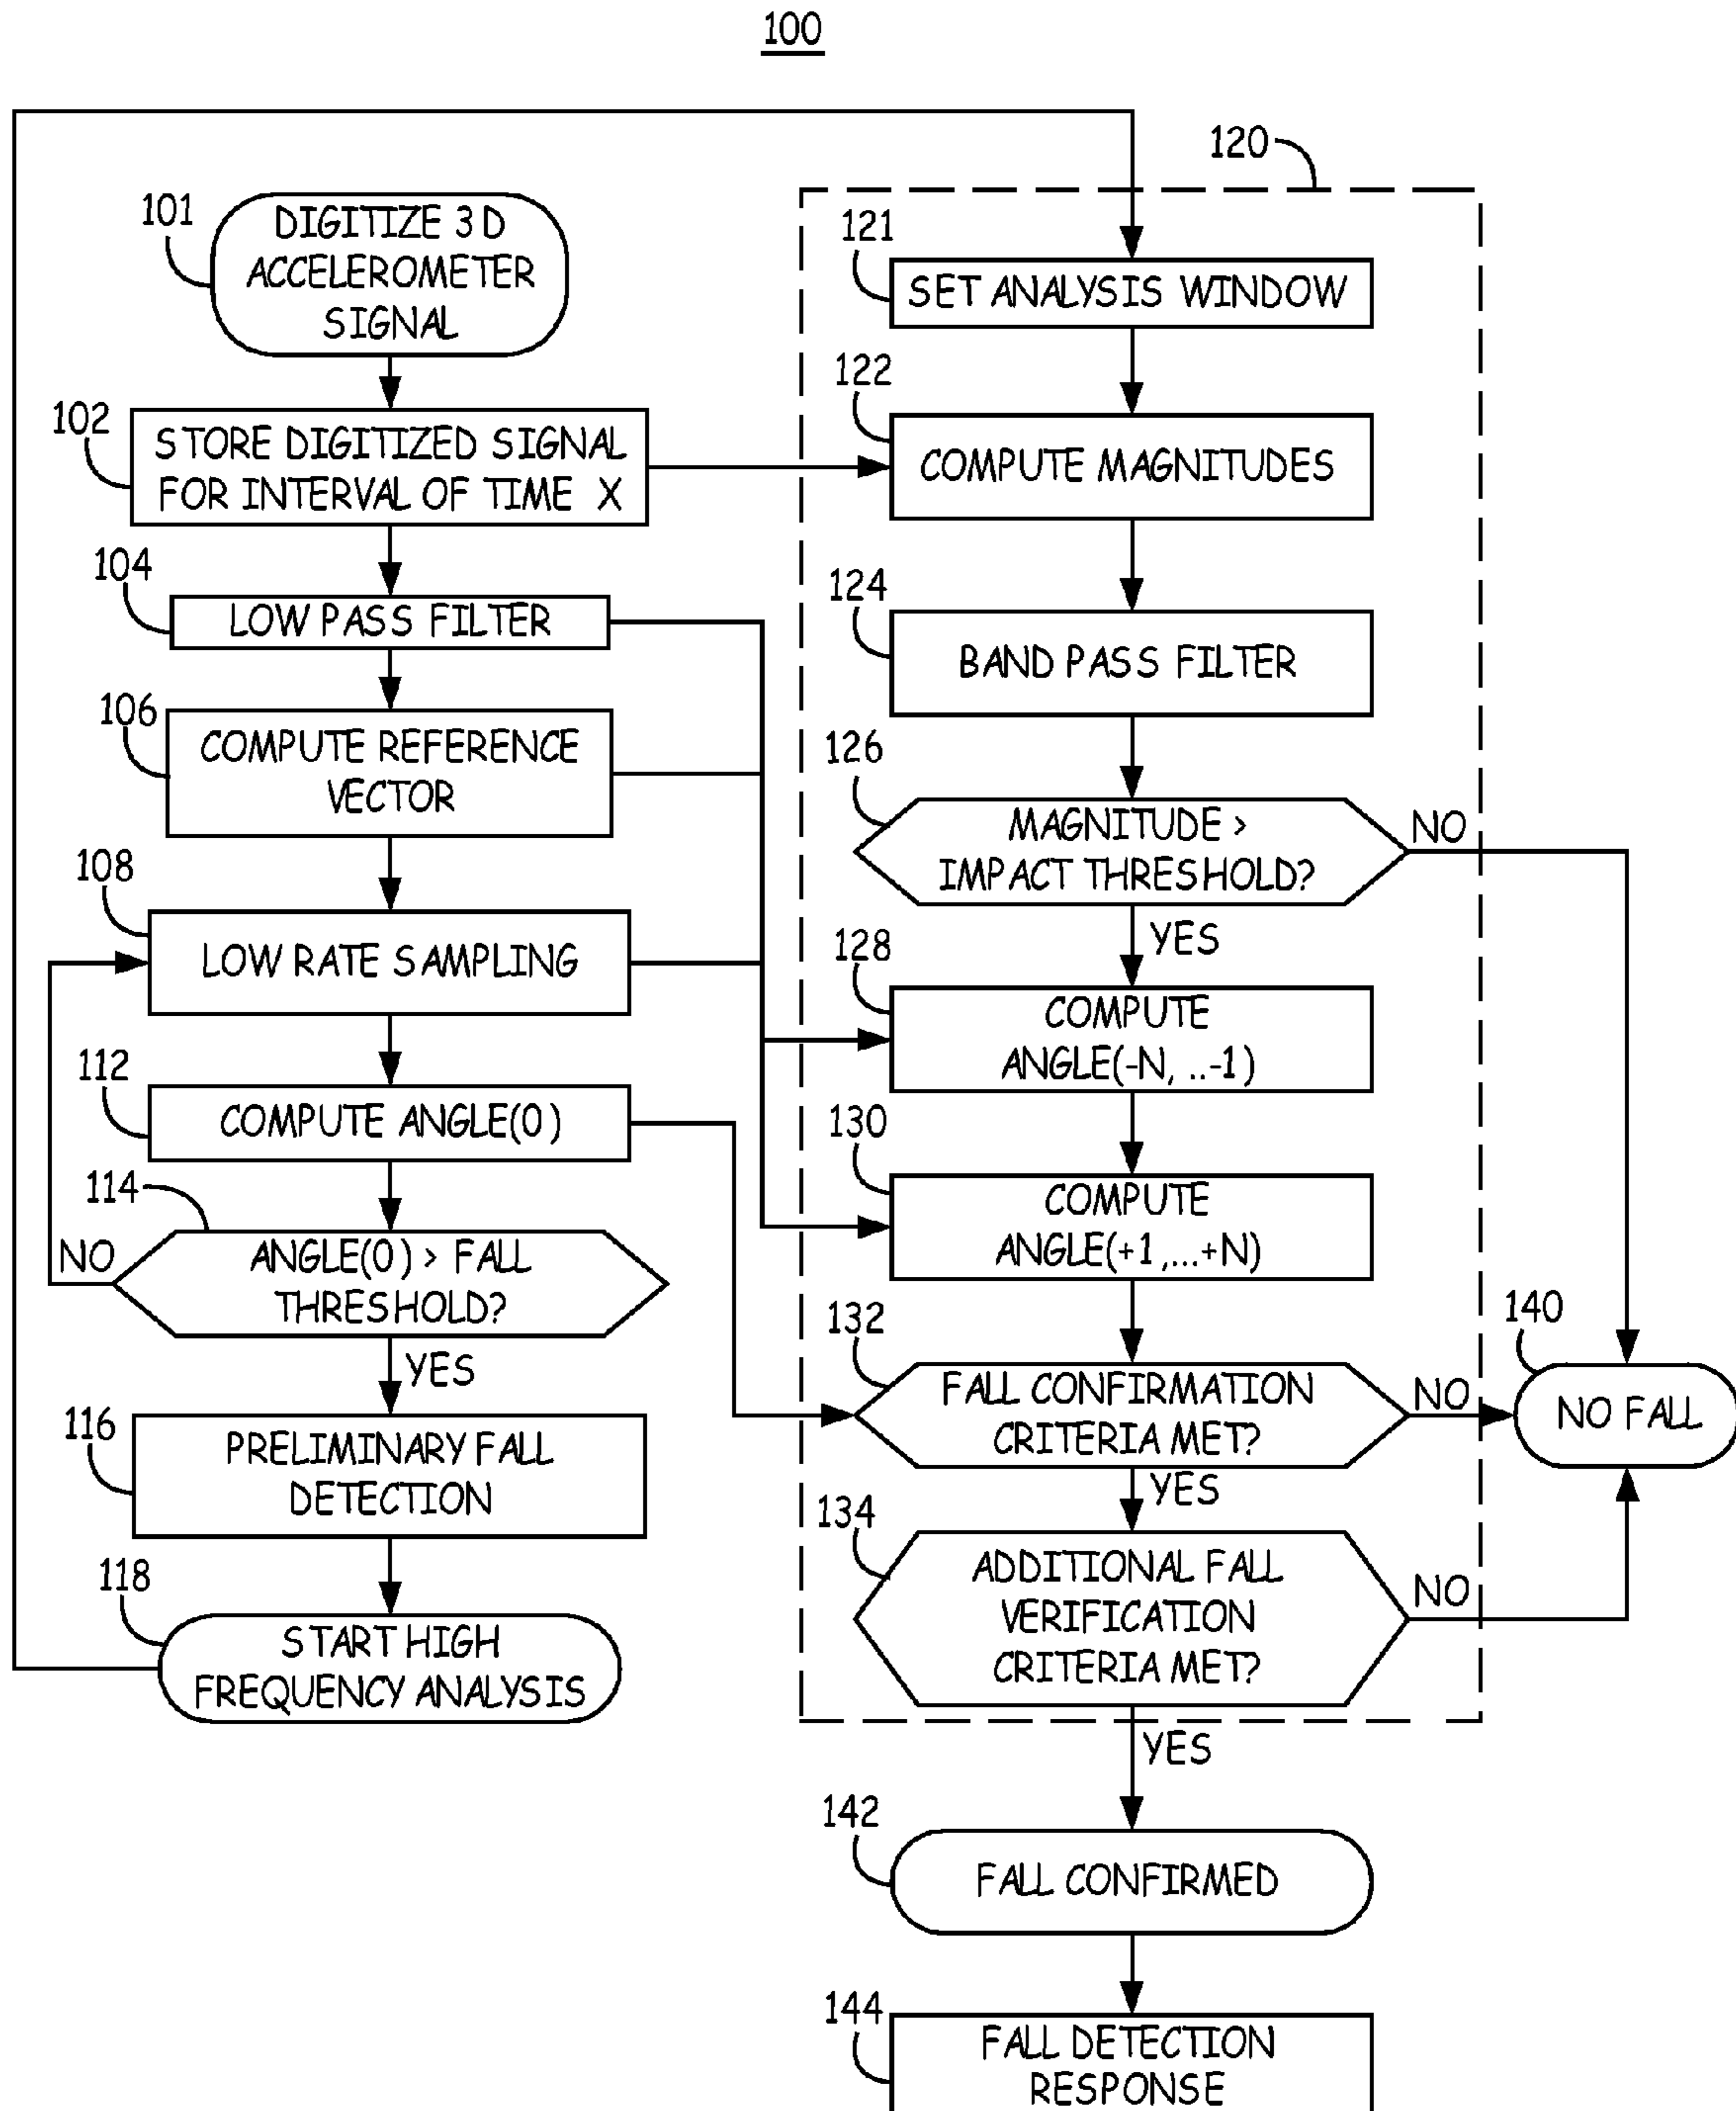 100
101
DIGITIZE 3D
ACCELEROMETER
SIGNAL
102
STORE DIGITIZED SIGNAL
FOR INTERVAL OF TIME X
104
LOW PASS FILTER
106
COMPUTE REFERENCE
VECTOR
108
LOW RATE SAMPLING
112
COMPUTE ANGLE(0)
114
ANGLE(0) > FALL
THRESHOLD?
NO
YES
116
PRELIMINARY FALL
DETECTION
118
START HIGH
FREQUENCY ANALYSIS
120
121
SET ANALYSIS WINDOW
122
COMPUTE MAGNITUDES
124
BAND PASS FILTER
126
MAGNITUDE >
IMPACT THRESHOLD?
NO
YES
128
COMPUTE
ANGLE(-N, ..-1)
130
COMPUTE
ANGLE(+1,...+N)
132
FALL CONFIRMATION
CRITERIA MET?
NO
YES
140
NO FALL
134
ADDITIONAL FALL
VERIFICATION
CRITERIA MET?
NO
YES
142
FALL CONFIRMED
144
FALL DETECTION
RESPONSE